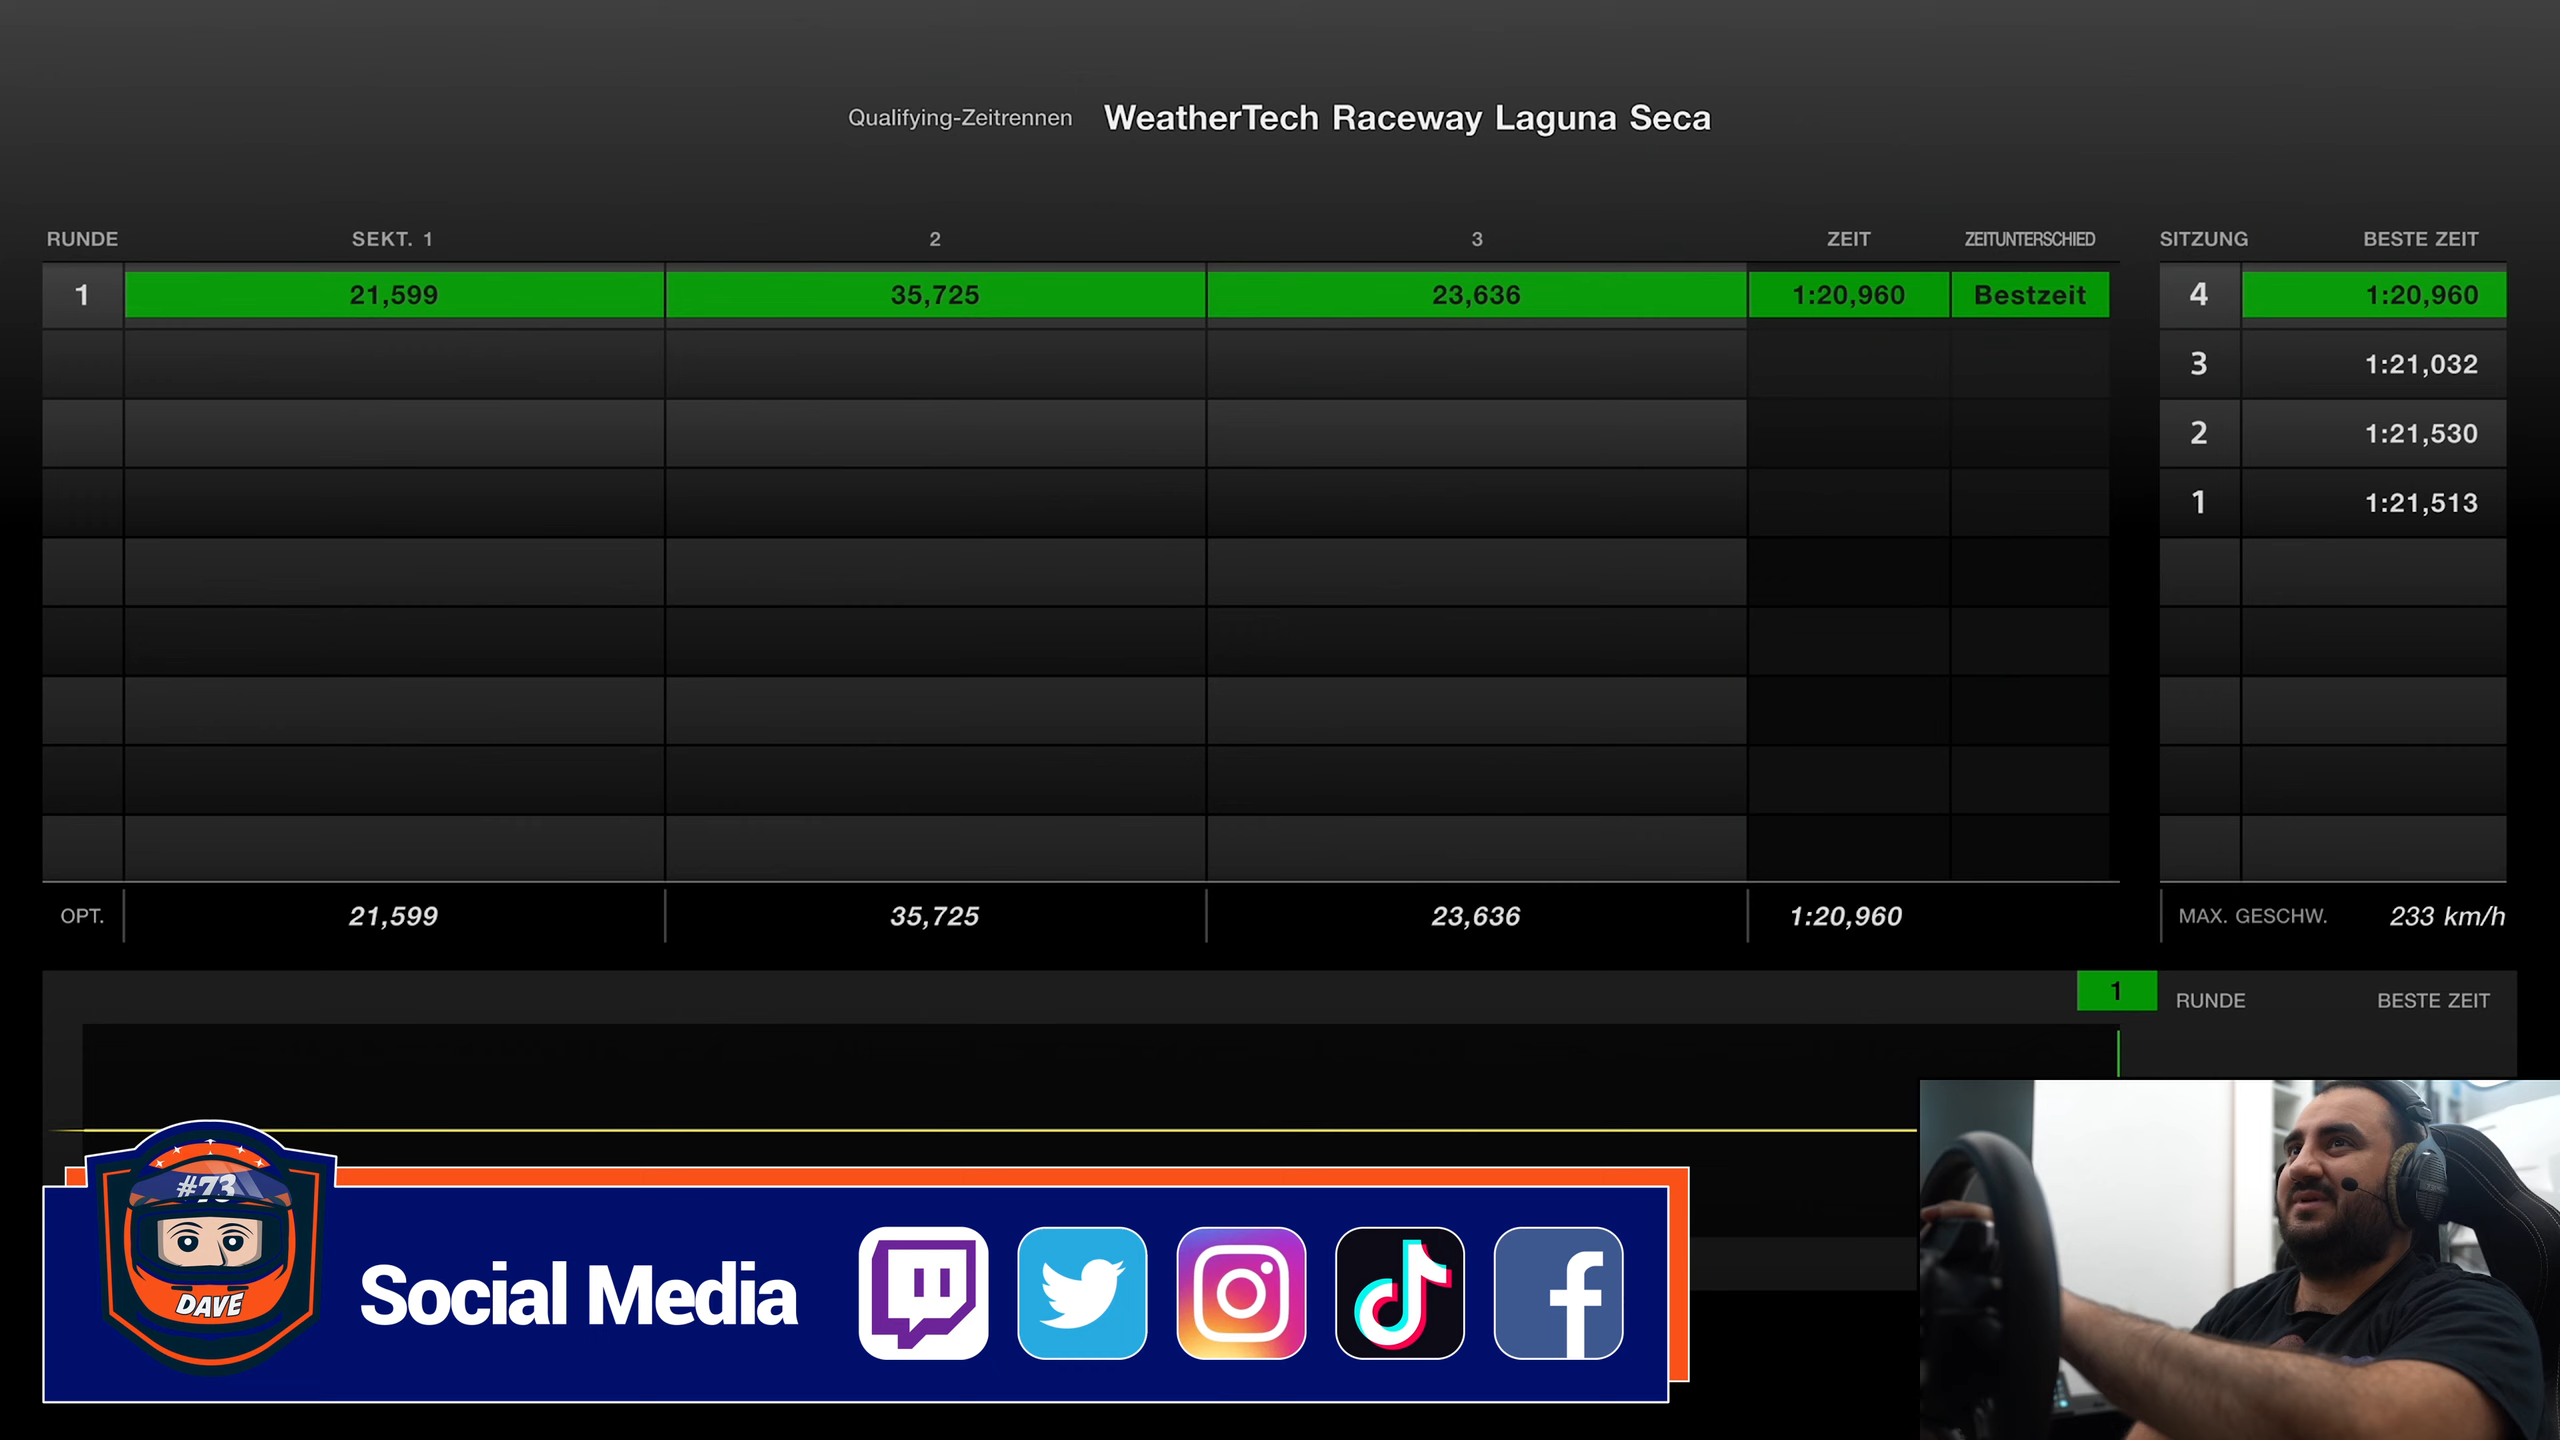 Qualifying-Zeitrennen WeatherTech Raceway Laguna Seca
RUNDE SEKT. 1 2 3 ZEIT ZEITUNTERSCHIED SITZUNG BESTE ZEIT
1 21,599 35,725 23,636 1:20,960 Bestzeit 4 1:20,960
3 1:21,032
2 1:21,530
1 1:21,513
OPT. 21,599 35,725 23,636 1:20,960 MAX. GESCHW. 233 km/h
1 RUNDE BESTE ZEIT
#73
DAVE
Social Media